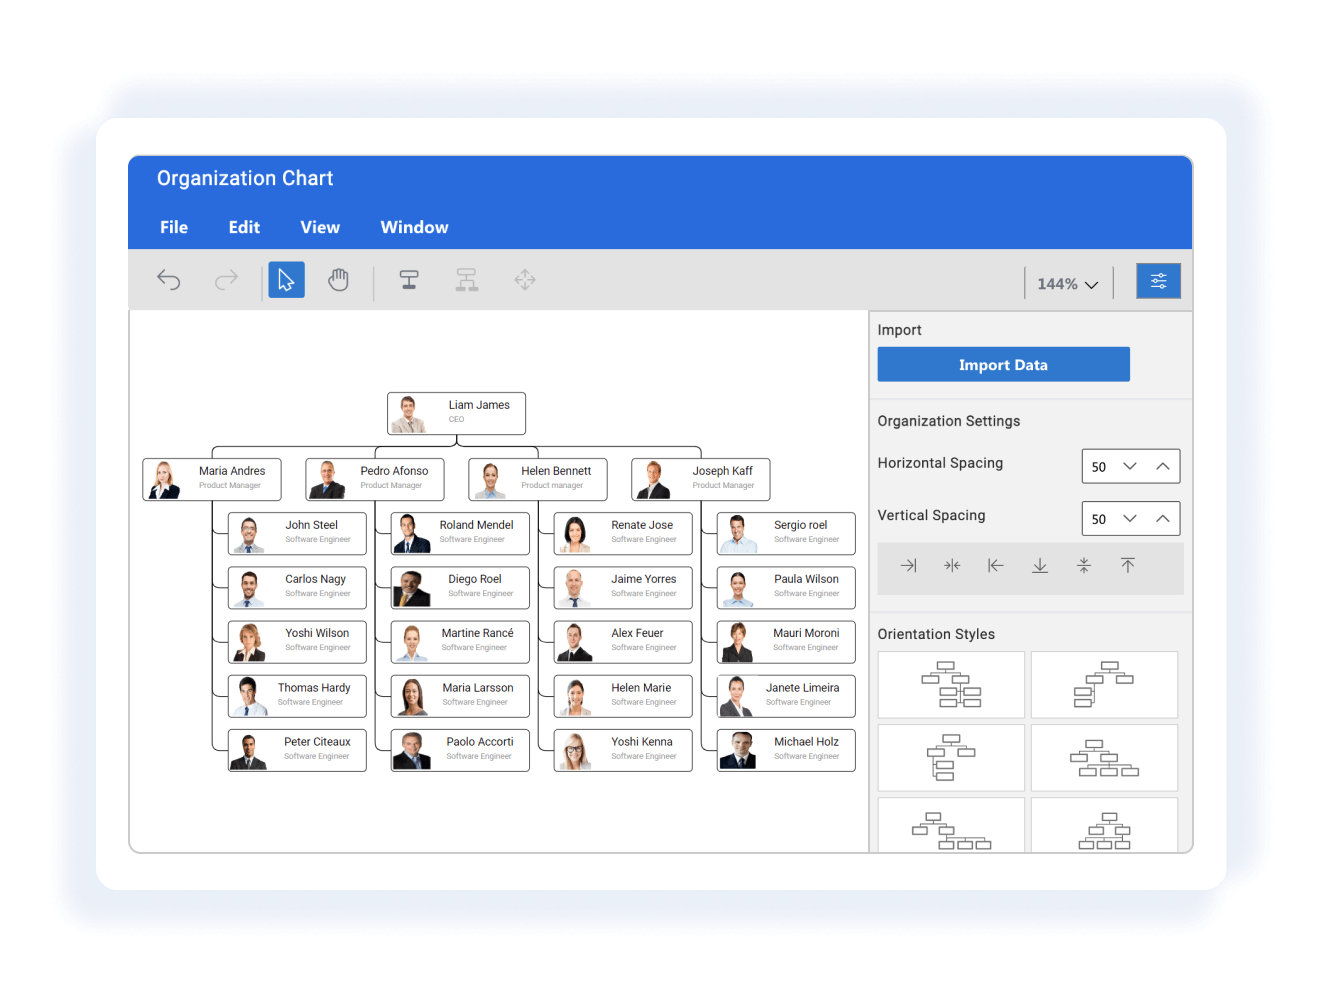 Organization Chart
File Edit View Window
144%
Import
Import Data
Organization Settings
Horizontal Spacing 50
Vertical Spacing 50
Orientation Styles
Liam James
CEO
Maria Andres
Product Manager
Pedro Afonso
Product Manager
Helen Bennett
Product manager
Joseph Kaff
Product Manager
John Steel
Software Engineer
Roland Mendel
Software Engineer
Renate Jose
Software Engineer
Sergio roel
Software Engineer
Carlos Nagy
Software Engineer
Diego Roel
Software Engineer
Jaime Yorres
Software Engineer
Paula Wilson
Software Engineer
Yoshi Wilson
Software Engineer
Martine Rancé
Software Engineer
Alex Feuer
Software Engineer
Mauri Moroni
Software Engineer
Thomas Hardy
Software Engineer
Maria Larsson
Software Engineer
Helen Marie
Software Engineer
Janete Limeira
Software Engineer
Peter Citeaux
Software Engineer
Paolo Accorti
Software Engineer
Yoshi Kenna
Software Engineer
Michael Holz
Software Engineer